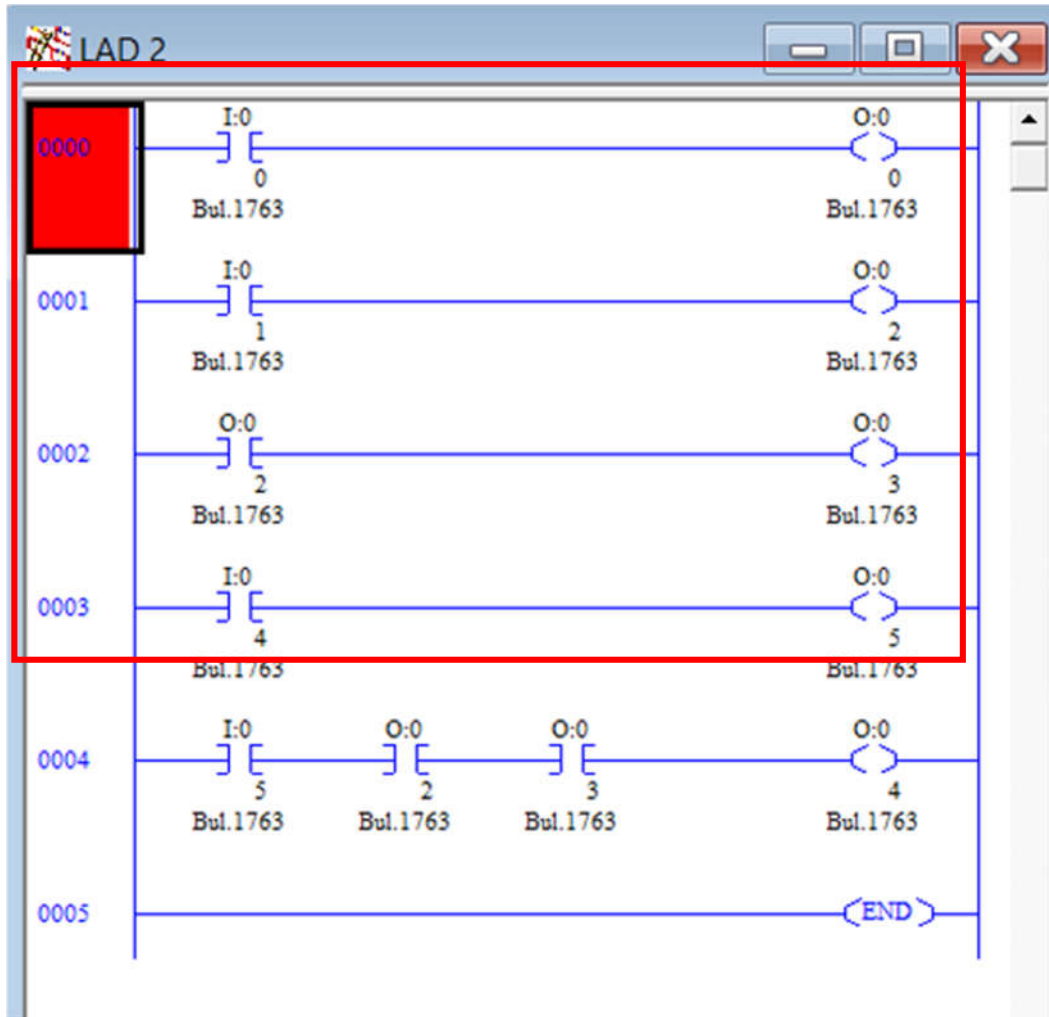 LAD 2
I:0 O:0
0000
0 0
Bul.1763 Bul.1763
I:0 O:0
0001
1 2
Bul.1763 Bul.1763
O:0 O:0
0002
2 3
Bul.1763 Bul.1763
I:0 O:0
0003
4 5
Bul.1763 Bul.1763
I:0 O:0 O:0 O:0
0004
5 2 3 4
Bul.1763 Bul.1763 Bul.1763 Bul.1763
0005 END